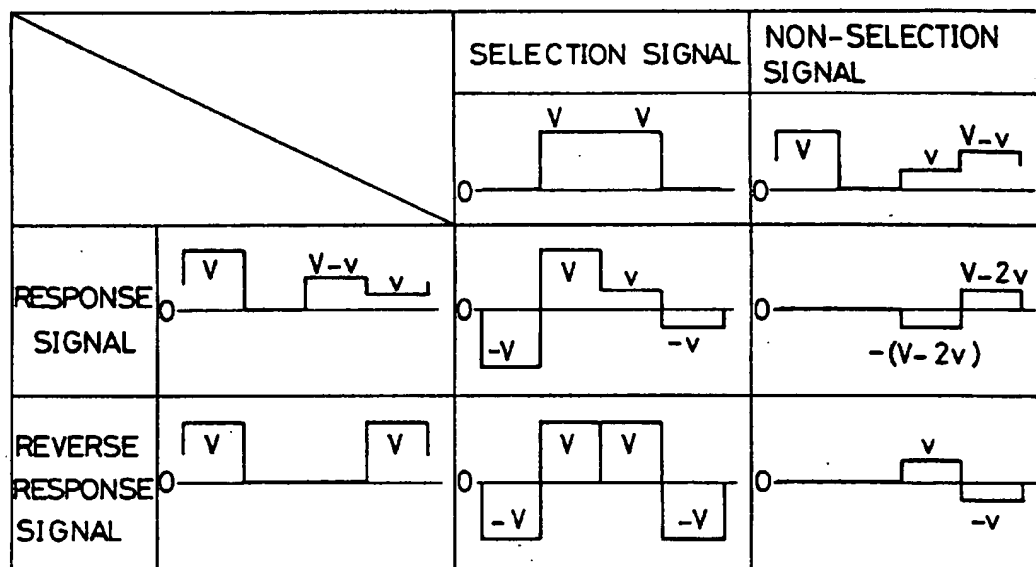 SELECTION SIGNAL
NON-SELECTION
SIGNAL
V V
0
V v V-v
0
RESPONSE
SIGNAL
V V-v v
0
V v
0
-V -v
V-2v
0
-(V-2v)
REVERSE
RESPONSE
SIGNAL
V V
0
V V
0
-V -V
v
0
-v